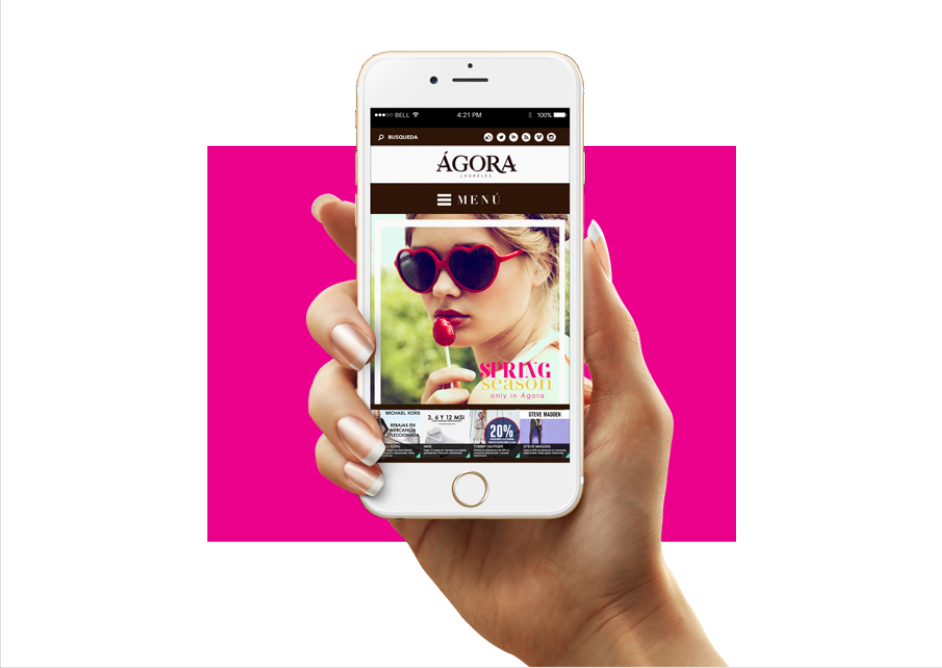 BELL 4:21 PM 100%
BUSQUEDA
ÁGORA
LAURELES
MENÚ
SPRING
season
only in Ágora
MICHAEL KORS
REBAJAS EN
MERCANCIA
SELECCIONADA
3, 6 Y 12 MSI
NIKE
20%
TOMMY HILFIGER
STEVE MADDEN
STEVE MADDEN